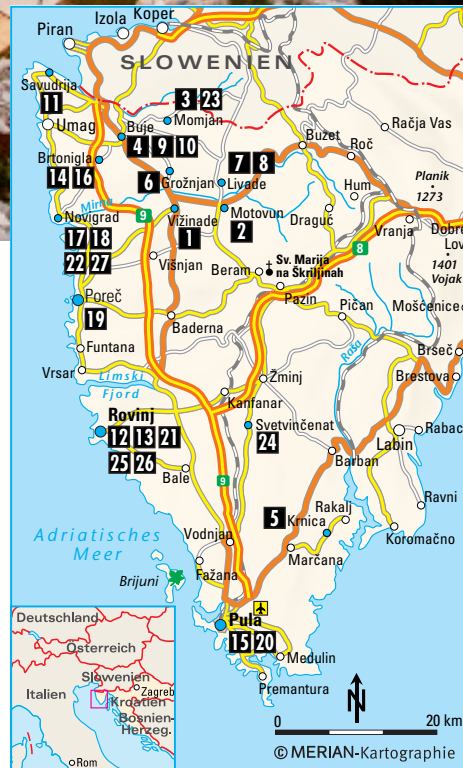 Piran
Izola
Koper
SLOWENIEN
Savudrija
11
3 23
Umag
Buje
Momjan
Buzet
Račja Vas
4 9 10
7 8
Roč
Brtonigla
14 16
6
Grožnjan
Livade
Hum
Planik
1273
Mirna
Novigrad
9
Vižinade
Motovun
Draguć
Vranja
17 18
1
2
8
1401
Vojak
22 27
Višnjan
Beram
Sv. Marija
na Škriljinah
Pazin
Poreč
19
Pičan
Mošćenice
Baderna
Funtana
Raša
Brseč
Vrsar
Limski
Fjord
Žminj
Brestova
Kanfanar
Rovinj
12 13 21
Svetvinčenat
24
Labin
Rabac
25 26
Bale
Barban
5
Rakalj
Ravni
Adriatisches
Meer
Vodnjan
9
Krnica
Koromačno
Brijuni
Fažana
Marčana
Pula
15 20
Medulin
Premantura
Deutschland
Österreich
Slowenien
Zagreb
Italien
Kroatien
Bosnien-
Herzeg.
Rom
N
0 20 km
© MERIAN-Kartographie